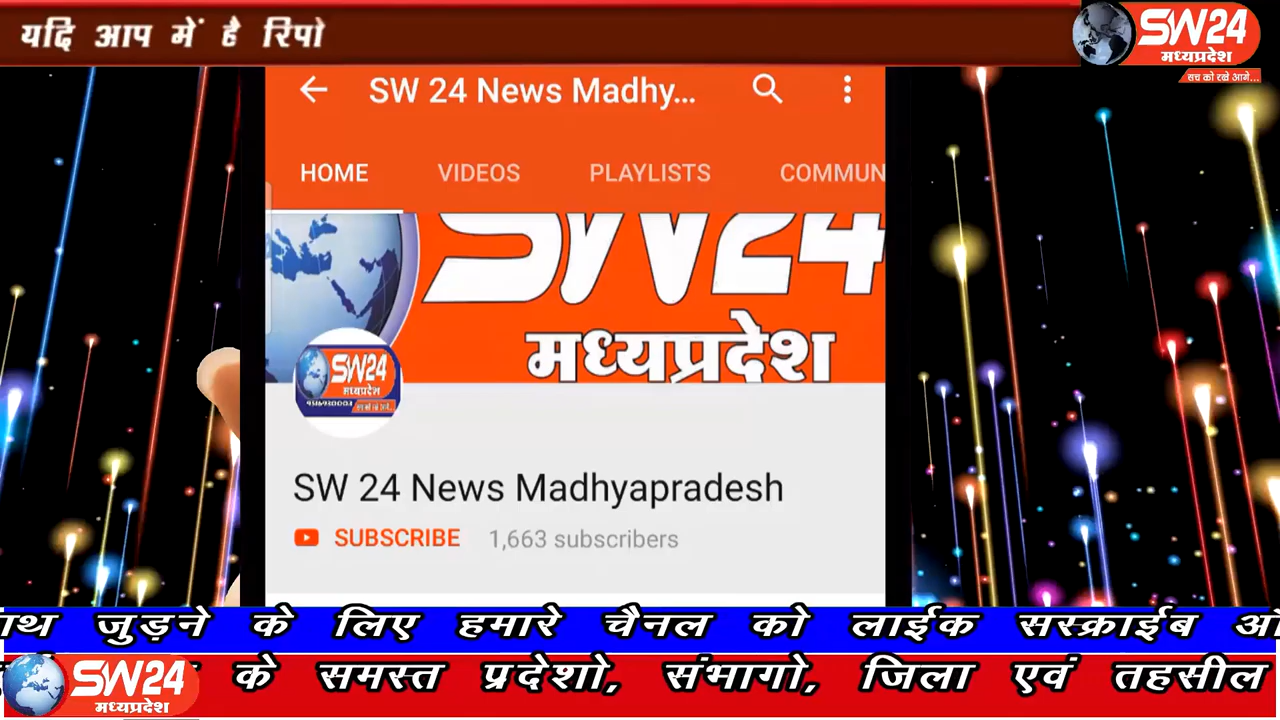 यदि आप में है रिपो
SW24
मध्यप्रदेश
सच को रखे आगे...
SW 24 News Madhy...
HOME VIDEOS PLAYLISTS COMMUN
SW24
मध्यप्रदेश
SW24
मध्यप्रदेश
SW 24 News Madhyapradesh
SUBSCRIBE 1,663 subscribers
जुड़ने के लिए हमारे चैनल को लाईक सस्क्राईब
के समस्त प्रदेशो, संभागो, जिला एवं तहसील
SW24
मध्यप्रदेश